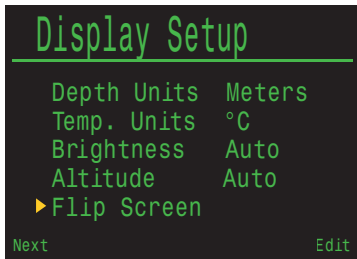 Display Setup
Depth Units Meters
Temp. Units °C
Brightness Auto
Altitude Auto
Flip Screen
Next Edit